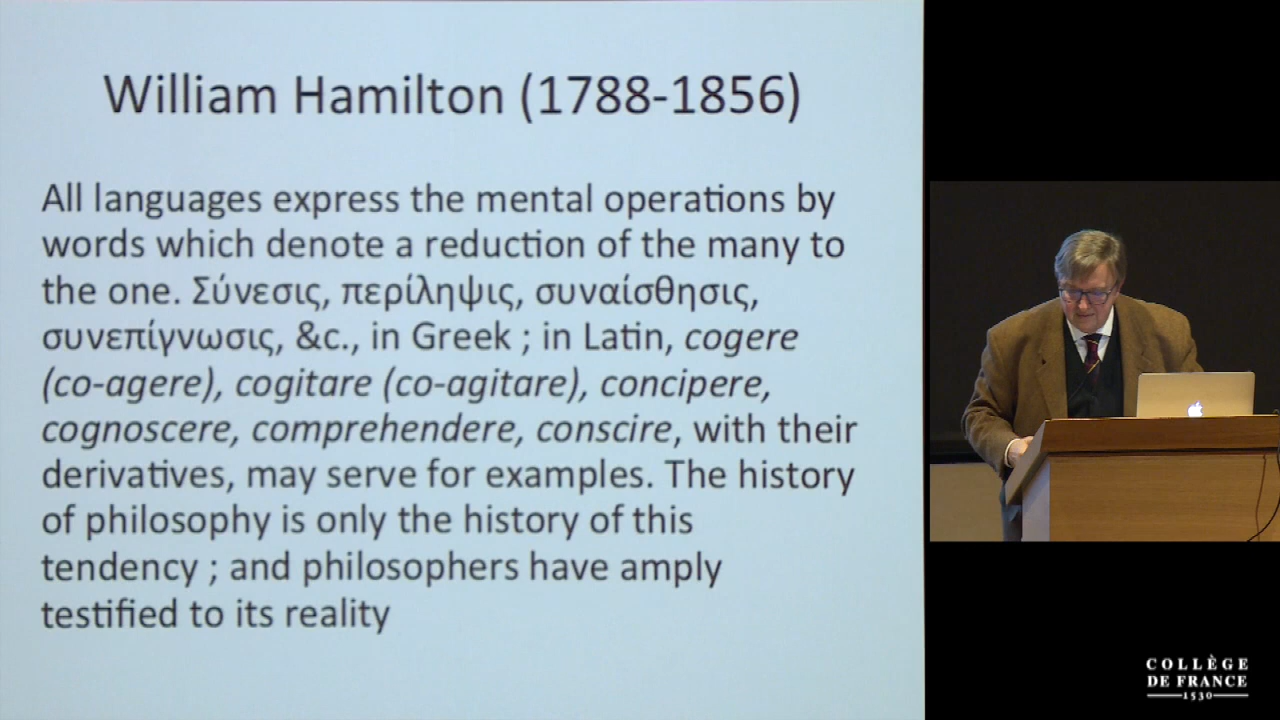 William Hamilton (1788-1856)
All languages express the mental operations by
words which denote a reduction of the many to
the one. Σύνεσις, περίληψις, συναίσθησις,
συνεπίγνωσις, &c., in Greek ; in Latin, cogere
(co-agere), cogitare (co-agitare), concipere,
cognoscere, comprehendere, conscire, with their
derivatives, may serve for examples. The history
of philosophy is only the history of this
tendency ; and philosophers have amply
testified to its reality
COLLÈGE
DE FRANCE
1530